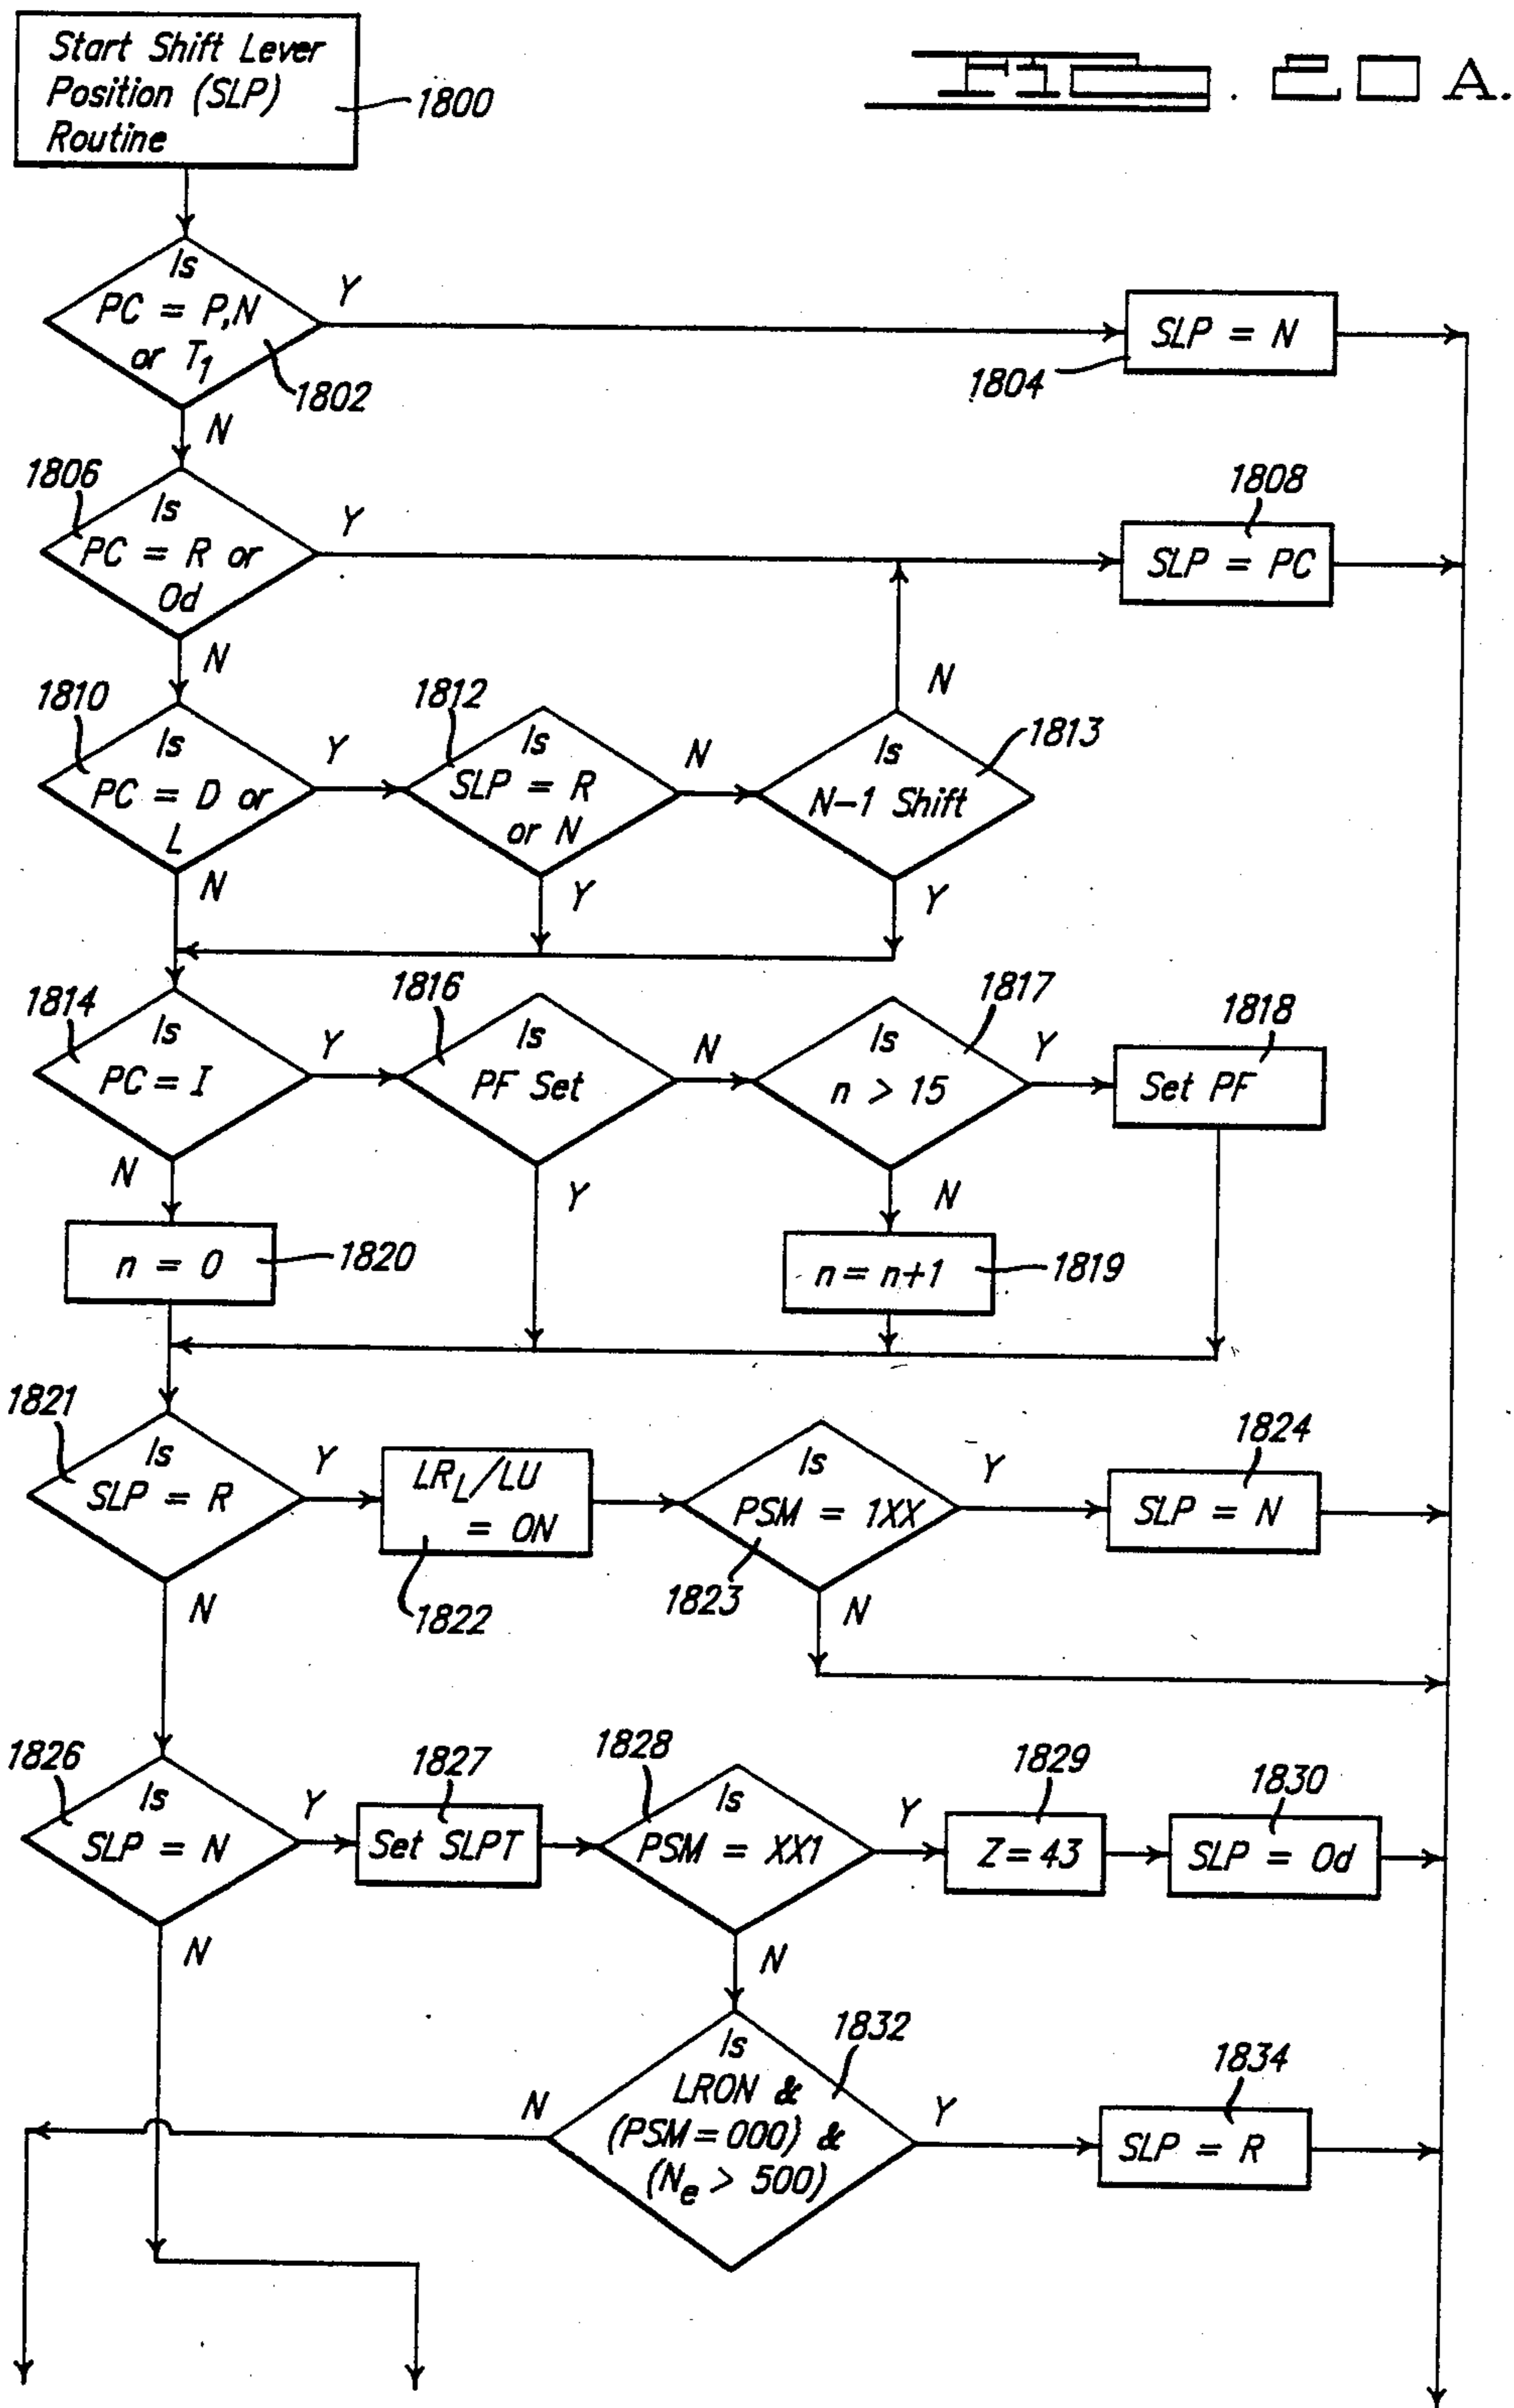 Start Shift Lever
Position (SLP)
Routine
1800
A.
Is
PC = P,N
or T1
1802
Y
N
SLP = N
1804
1806
Is
PC = R or
Od
Y
N
1808
SLP = PC
1810
Is
PC = D or
L
Y
N
1812
Is
SLP = R
or N
N
Y
1813
Is
N-1 Shift
N
Y
1814
Is
PC = I
Y
N
1816
Is
PF Set
N
Y
1817
Is
n > 15
Y
N
1818
Set PF
n = 0
1820
n = n+1
1819
1821
Is
SLP = R
Y
N
LRL/LU
= ON
1822
Is
PSM = 1XX
1823
Y
N
1824
SLP = N
1826
Is
SLP = N
Y
N
1827
Set SLPT
1828
Is
PSM = XX1
Y
N
1829
Z = 43
1830
SLP = Od
1832
Is
LRON &
(PSM = 000) &
(Ne > 500)
N
Y
1834
SLP = R